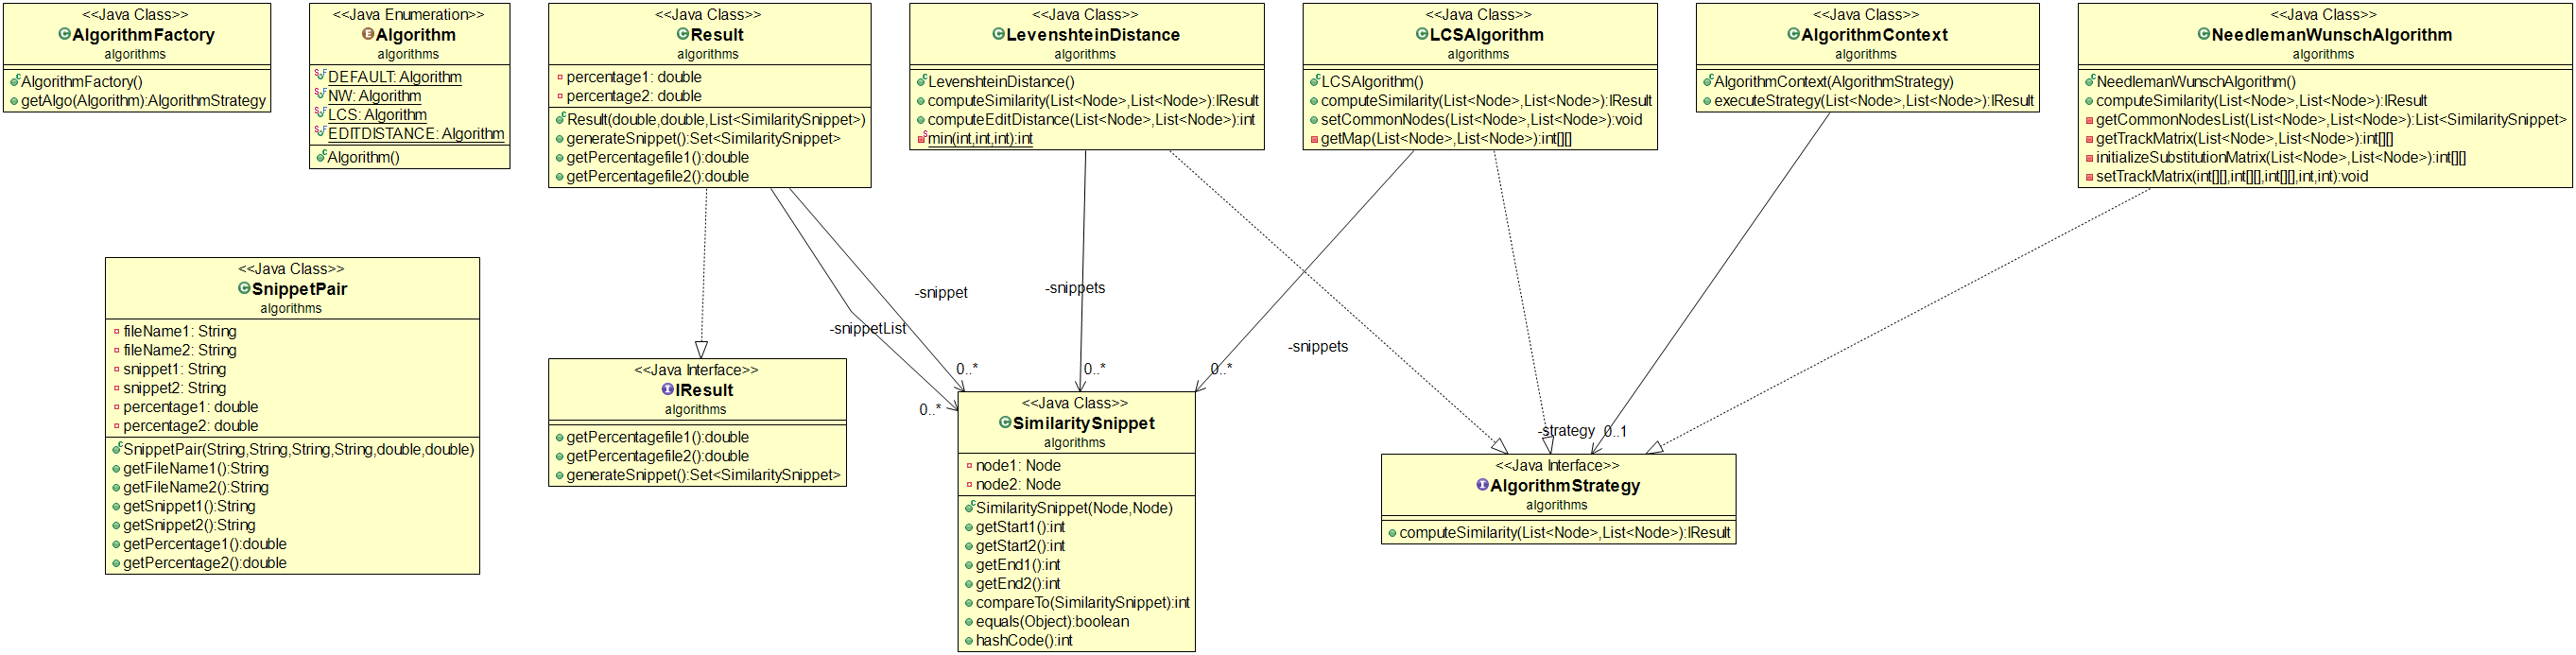 <<Java Class>>
AlgorithmFactory
algorithms
AlgorithmFactory()
getAlgo(Algorithm):AlgorithmStrategy
<<Java Enumeration>>
Algorithm
algorithms
DEFAULT: Algorithm
NW: Algorithm
LCS: Algorithm
EDITDISTANCE: Algorithm
Algorithm()
<<Java Class>>
Result
algorithms
percentage1: double
percentage2: double
Result(double,double,List<SimilaritySnippet>)
generateSnippet():Set<SimilaritySnippet>
getPercentagefile1():double
getPercentagefile2():double
<<Java Class>>
LevenshteinDistance
algorithms
LevenshteinDistance()
computeSimilarity(List<Node>,List<Node>):IResult
computeEditDistance(List<Node>,List<Node>):int
min(int,int,int):int
<<Java Class>>
LCSAlgorithm
algorithms
LCSAlgorithm()
computeSimilarity(List<Node>,List<Node>):IResult
setCommonNodes(List<Node>,List<Node>):void
getMap(List<Node>,List<Node>):int[][]
<<Java Class>>
AlgorithmContext
algorithms
AlgorithmContext(AlgorithmStrategy)
executeStrategy(List<Node>,List<Node>):IResult
<<Java Class>>
NeedlemanWunschAlgorithm
algorithms
NeedlemanWunschAlgorithm()
computeSimilarity(List<Node>,List<Node>):IResult
getCommonNodesList(List<Node>,List<Node>):List<SimilaritySnippet>
getTrackMatrix(List<Node>,List<Node>):int[][]
initializeSubstitutionMatrix(List<Node>,List<Node>):int[][]
setTrackMatrix(int[][],int[][],int[][],int,int):void
<<Java Class>>
SnippetPair
algorithms
fileName1: String
fileName2: String
snippet1: String
snippet2: String
percentage1: double
percentage2: double
SnippetPair(String,String,String,String,double,double)
getFileName1():String
getFileName2():String
getSnippet1():String
getSnippet2():String
getPercentage1():double
getPercentage2():double
-snippet
-snippets
-snippetList
-snippets
0..*
0..*
0..*
0..*
-strategy
0..1
<<Java Interface>>
IResult
algorithms
getPercentagefile1():double
getPercentagefile2():double
generateSnippet():Set<SimilaritySnippet>
<<Java Class>>
SimilaritySnippet
algorithms
node1: Node
node2: Node
SimilaritySnippet(Node,Node)
getStart1():int
getStart2():int
getEnd1():int
getEnd2():int
compareTo(SimilaritySnippet):int
equals(Object):boolean
hashCode():int
<<Java Interface>>
AlgorithmStrategy
algorithms
computeSimilarity(List<Node>,List<Node>):IResult